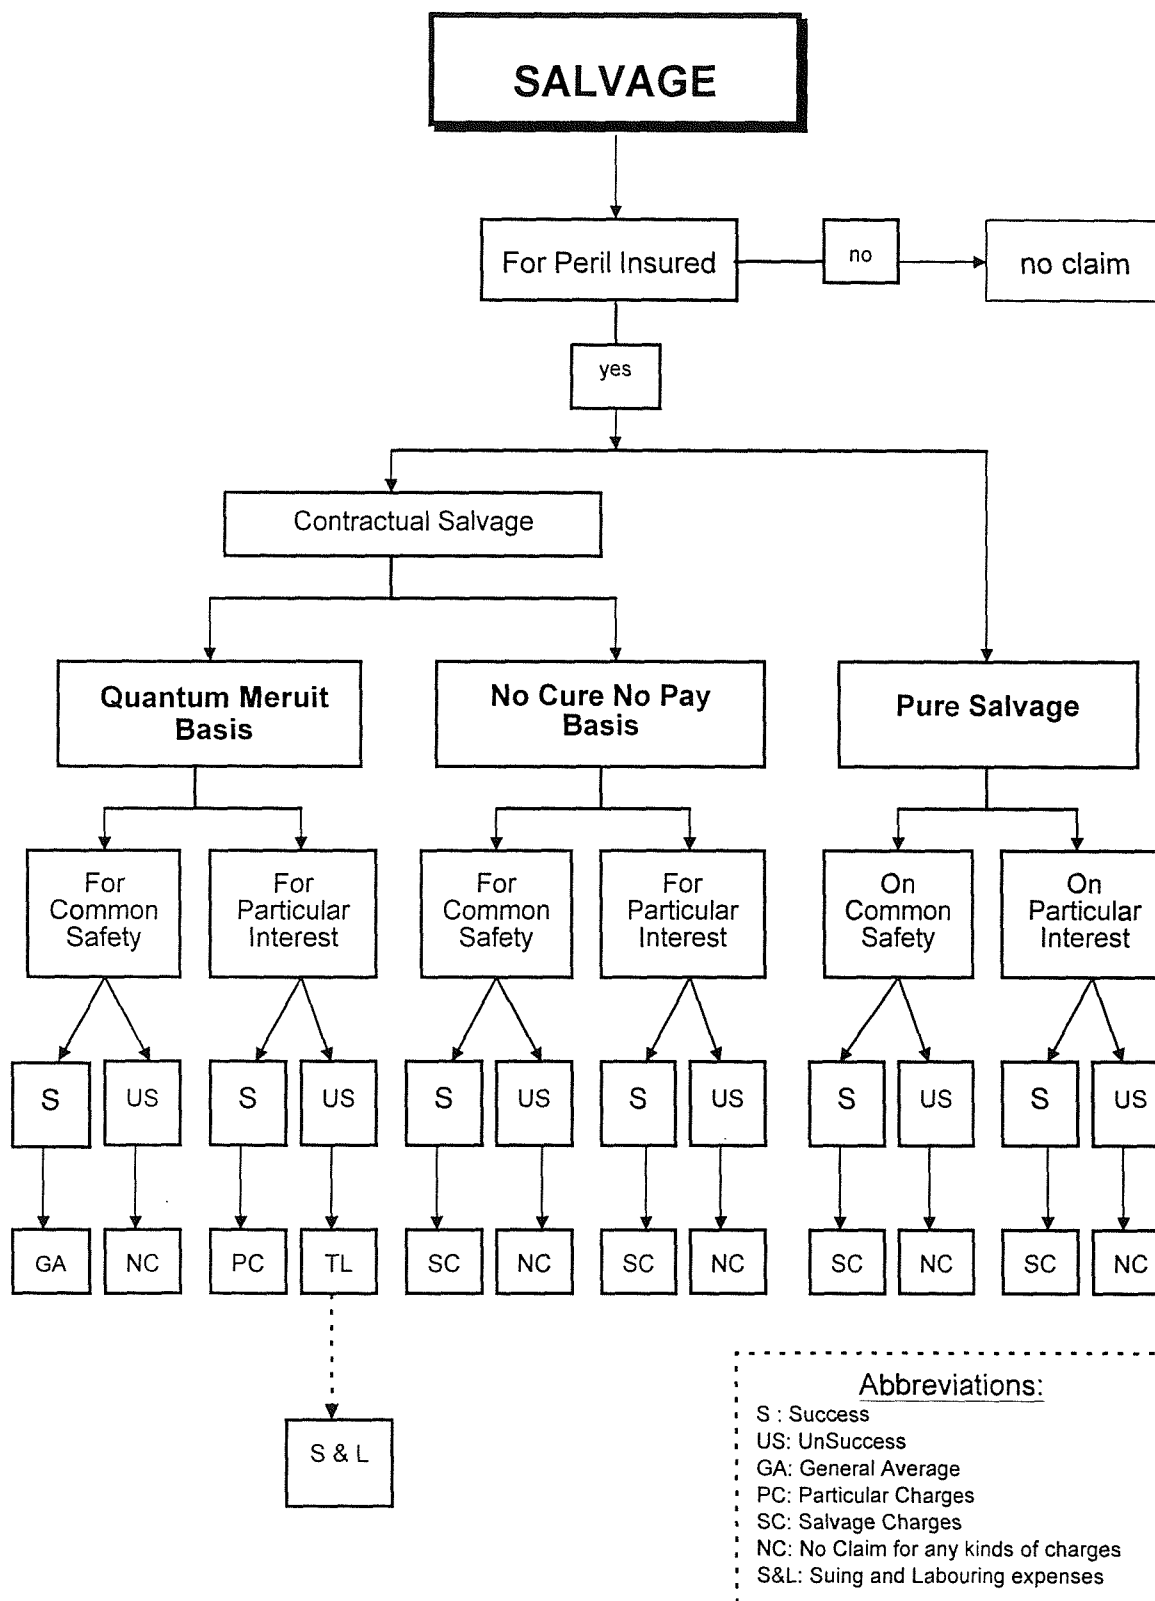 SALVAGE
For Peril Insured
no
no claim
yes
Contractual Salvage
Quantum Meruit
Basis
No Cure No Pay
Basis
Pure Salvage
For
Common
Safety
For
Particular
Interest
For
Common
Safety
For
Particular
Interest
On
Common
Safety
On
Particular
Interest
S
US
S
US
S
US
S
US
S
US
S
US
GA
NC
PC
TL
SC
NC
SC
NC
SC
NC
SC
NC
S & L
Abbreviations:
S : Success
US: UnSuccess
GA: General Average
PC: Particular Charges
SC: Salvage Charges
NC: No Claim for any kinds of charges
S&L: Suing and Labouring expenses